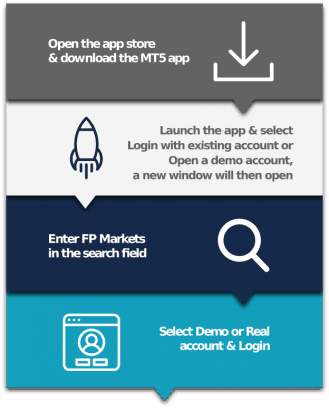 Open the app store
& download the MT5 app
Launch the app & select
Login with existing account or
Open a demo account,
a new window will then open
Enter FP Markets
in the search field
Select Demo or Real
account & Login